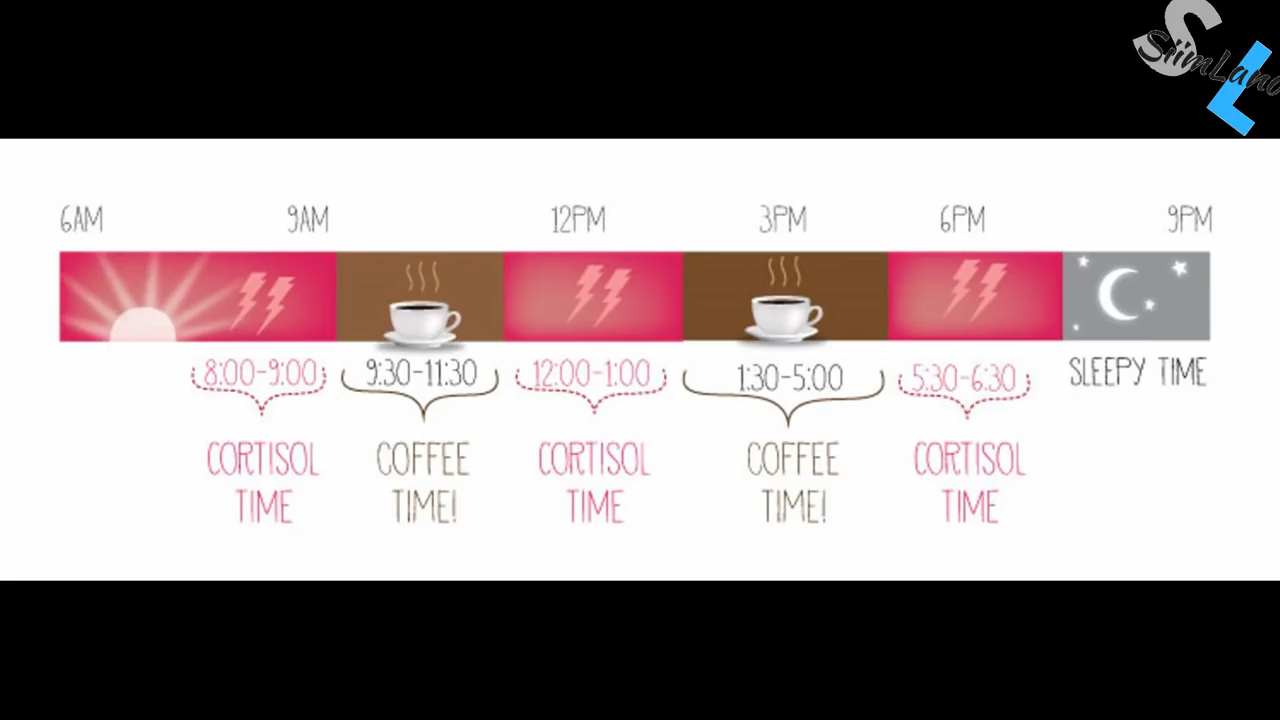 SiimLand
6AM 9AM 12PM 3PM 6PM 9PM
8:00-9:00 9:30-11:30 12:00-1:00 1:30-5:00 5:30-6:30 SLEEPY TIME
CORTISOL TIME
COFFEE TIME!
CORTISOL TIME
COFFEE TIME!
CORTISOL TIME